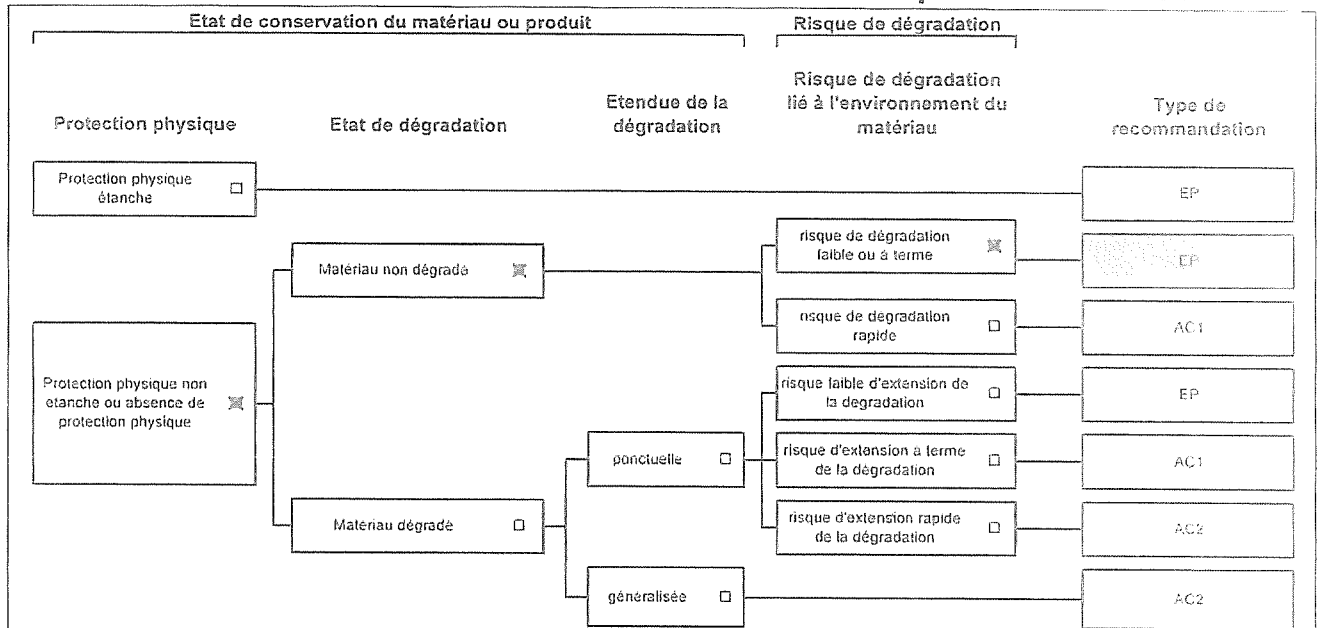 Etat de conservation du matériau ou produit
Risque de dégradation
Protection physique
Etat de dégradation
Etendue de la
dégradation
Risque de dégradation
lié à l'environnement du
matériau
Type de
recommandation
Protection physique
étanche
EP
Matériau non dégradé
risque de dégradation
faible ou à terme
EP
risque de degradation
rapide
AC1
Protection physique non
etanche ou absence de
protection physique
risque faible d'extension de
la degradation
EP
ponctuelle
risque d'extension a terme
de la dégradation
AC1
Matériau dégradé
risque d'extension rapide
de la dégradation
AC2
généralisée
AC2